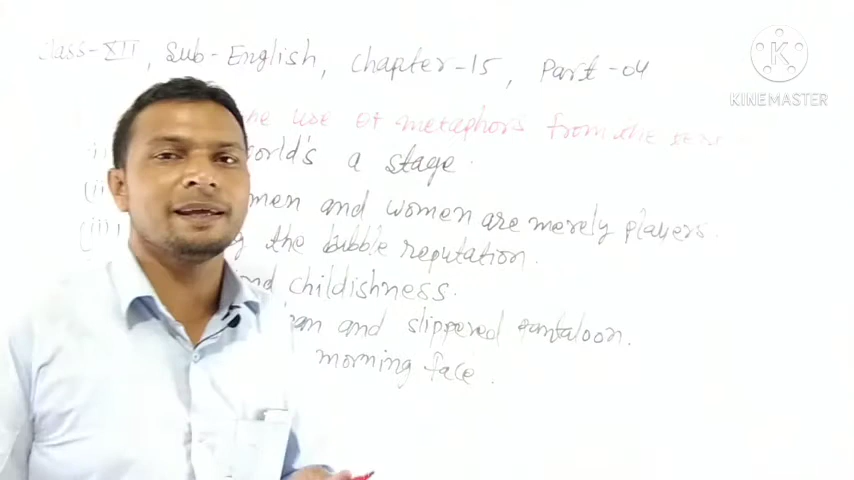 Class-XII, Sub-English, Chapter-15, Part-04
KINEMASTER
use of metaphors from the
world's a stage.
men and women are merely players.
the bubble reputation.
and childishness.
and slippered pantaloon.
morning face.